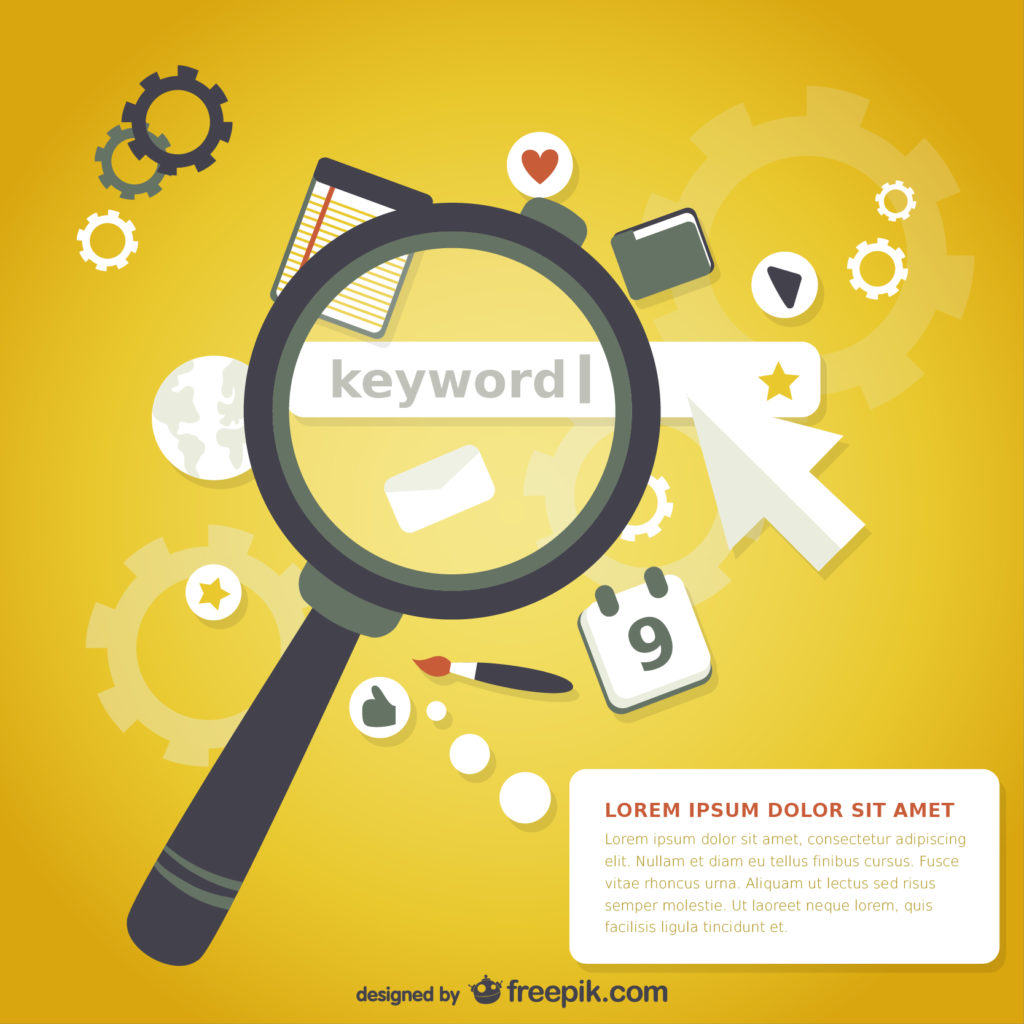 keyword|
9
LOREM IPSUM DOLOR SIT AMET
Lorem ipsum dolor sit amet, consectetur adipiscing
elit. Nullam et diam eu tellus finibus cursus. Fusce
vitae rhoncus urna. Aliquam ut lectus sed risus
semper molestie. Ut laoreet neque lorem, quis
facilisis ligula tincidunt et.
designed by freepik.com